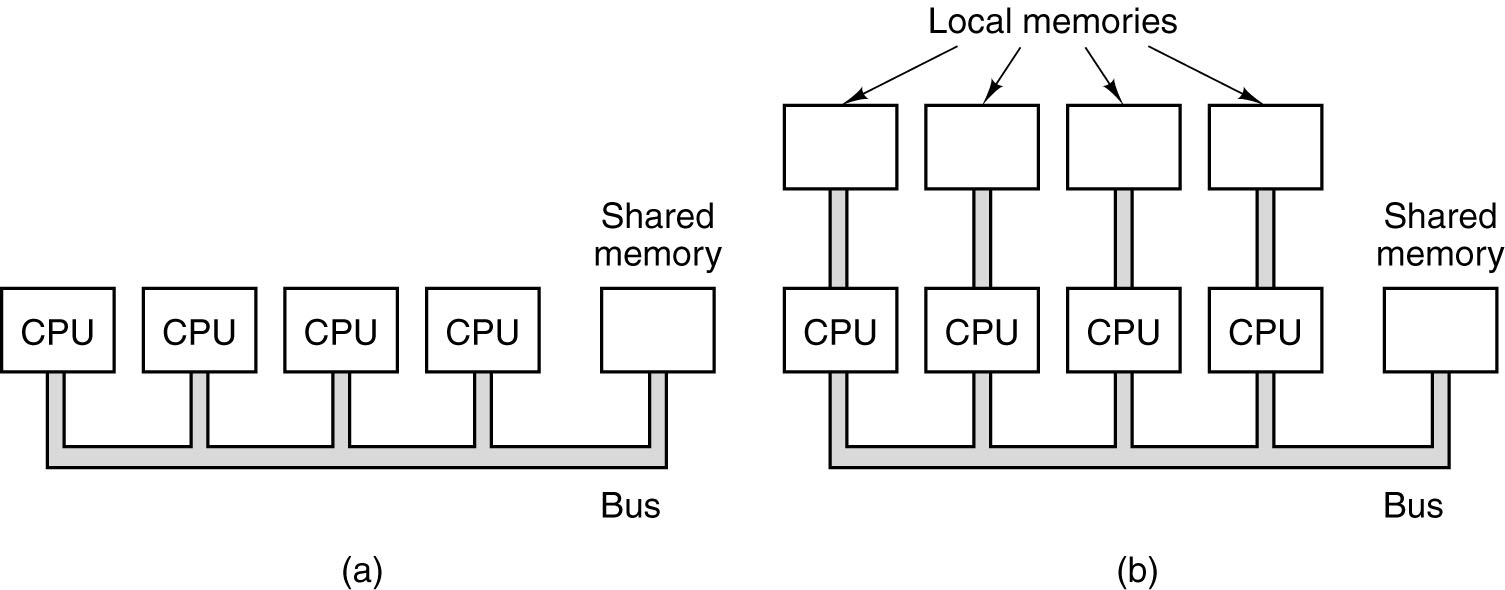 Local memories
Shared
memory
Shared
memory
CPU
CPU
CPU
CPU
CPU
CPU
CPU
CPU
Bus
Bus
(a)
(b)